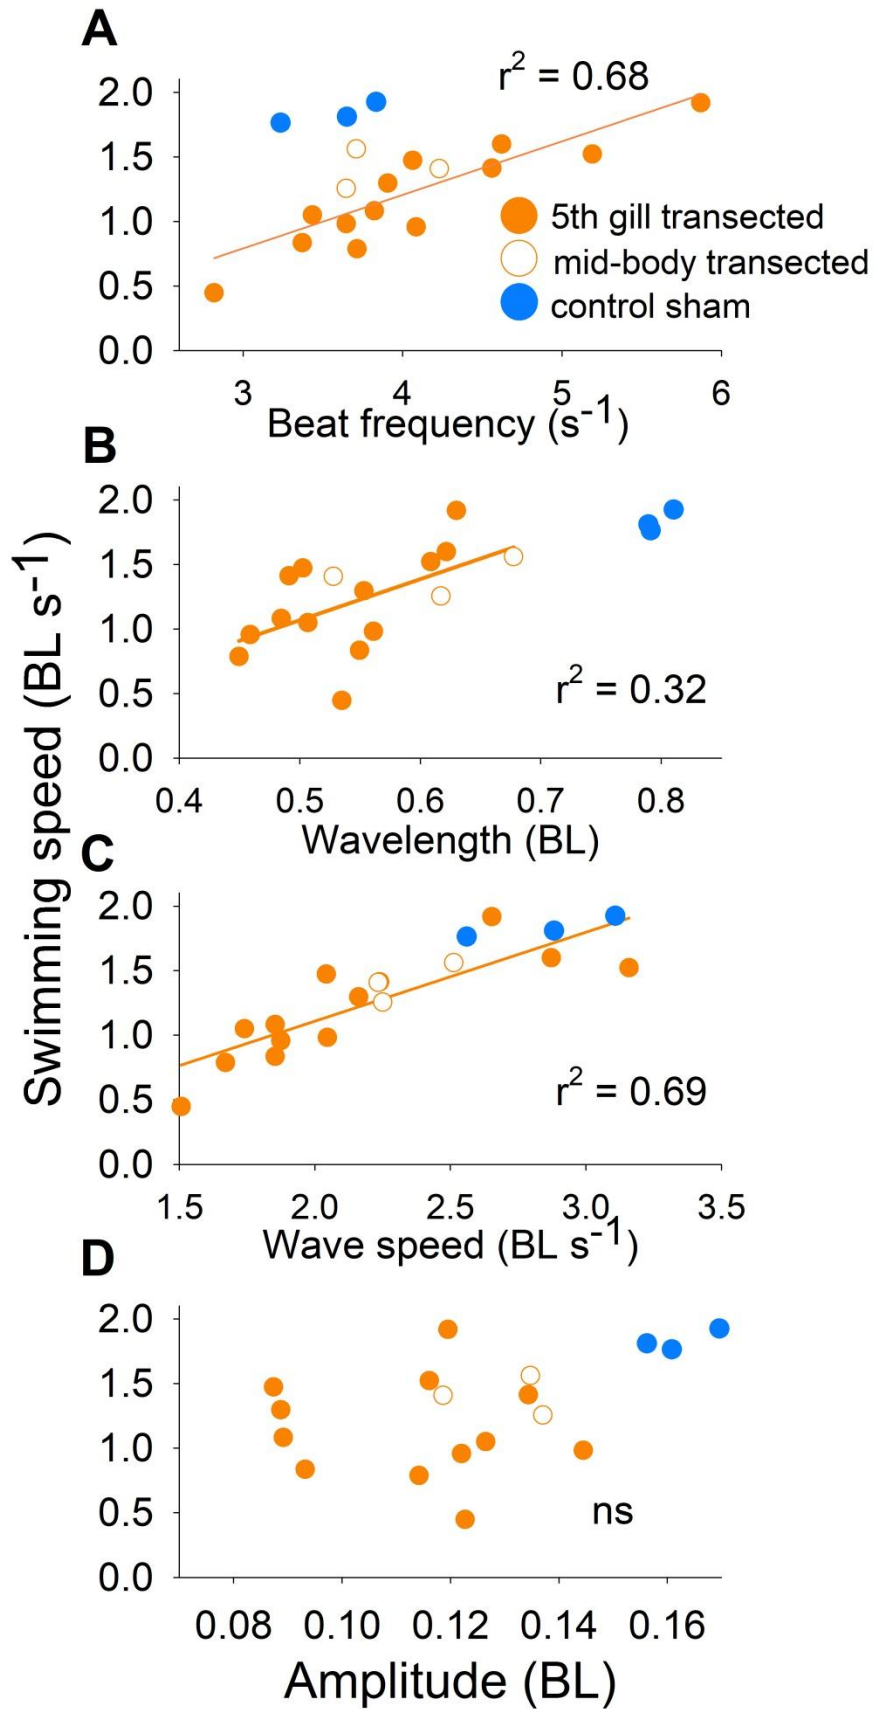 A
r² = 0.68
2.0
1.5
1.0
0.5
0.0
5th gill transected
mid-body transected
control sham
3 4 5 6
Beat frequency (s⁻¹)
B
2.0
1.5
1.0
0.5
0.0
r² = 0.32
0.4 0.5 0.6 0.7 0.8
Wavelength (BL)
Swimming speed (BL s⁻¹)
C
2.0
1.5
1.0
0.5
0.0
r² = 0.69
1.5 2.0 2.5 3.0 3.5
Wave speed (BL s⁻¹)
D
2.0
1.5
1.0
0.5
0.0
ns
0.08 0.10 0.12 0.14 0.16
Amplitude (BL)